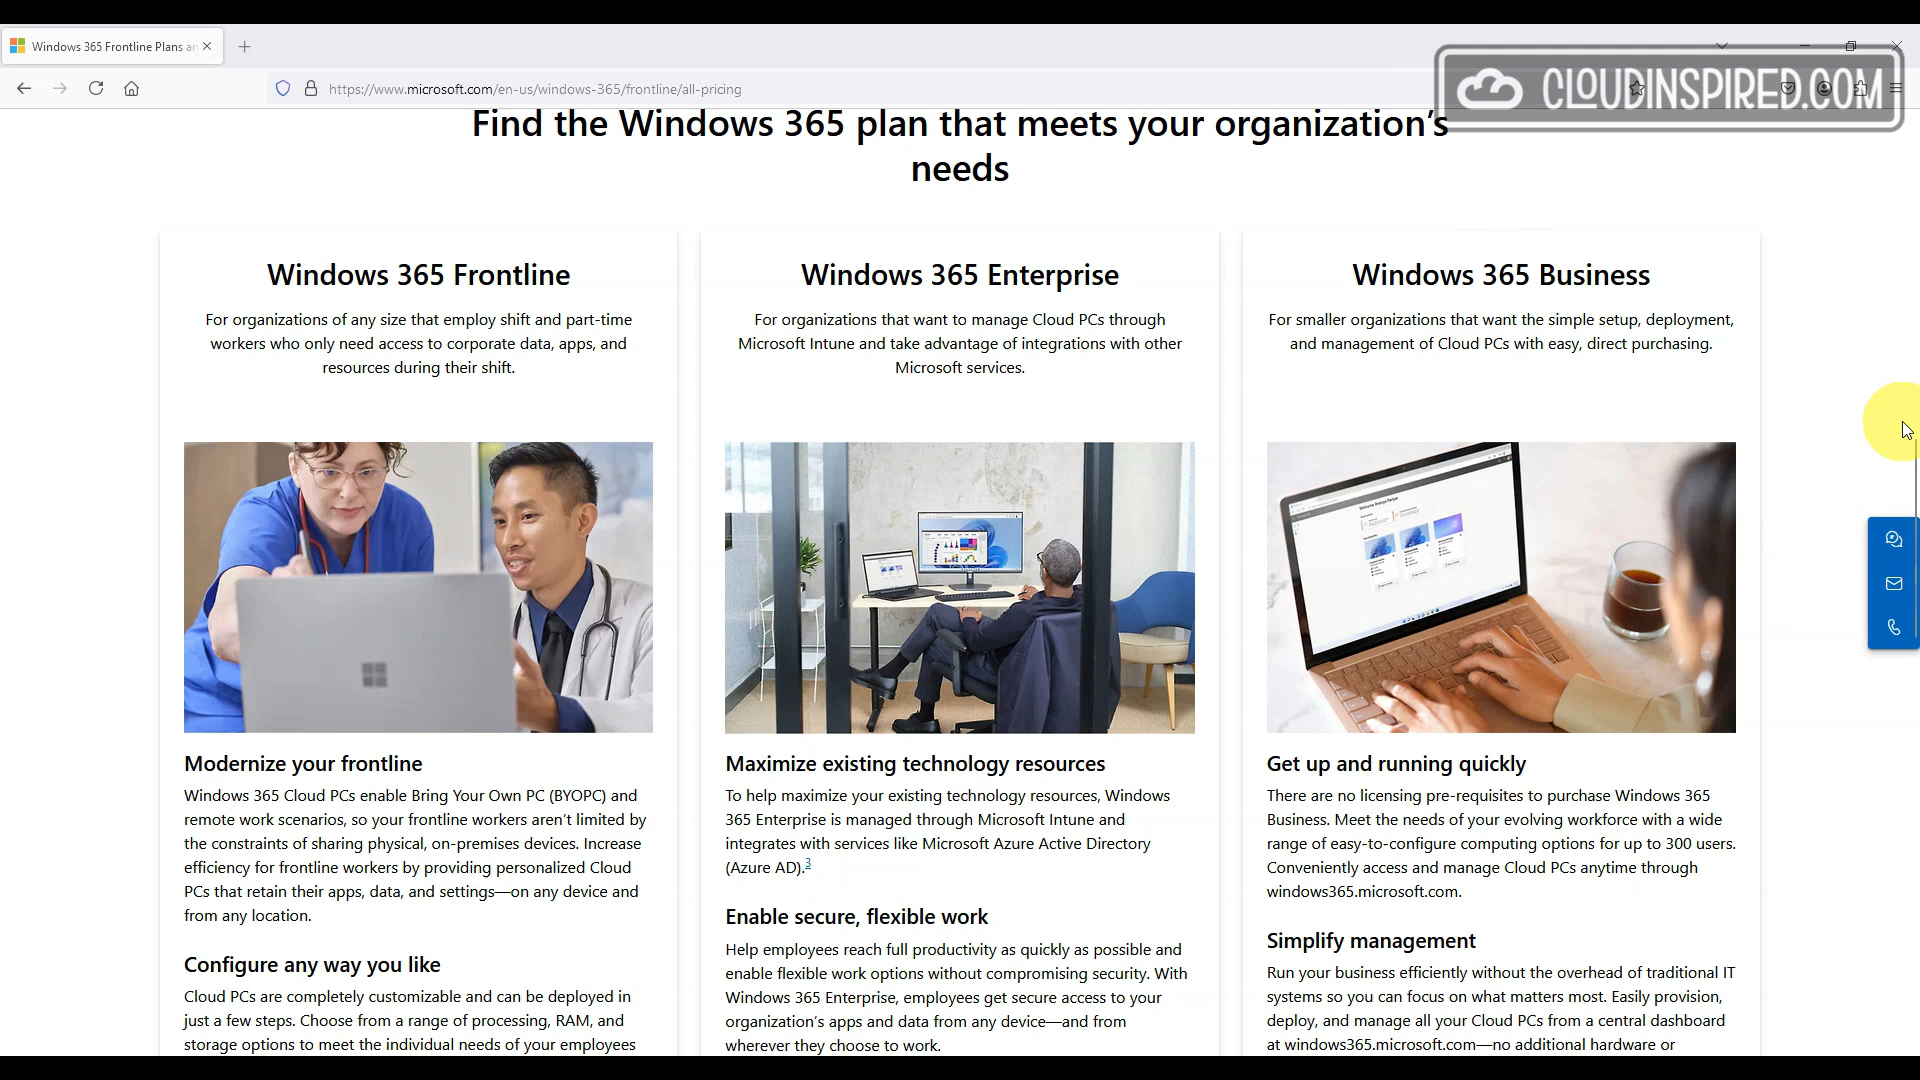 Windows 365 Frontline Plans an
https://www.microsoft.com/en-us/windows-365/frontline/all-pricing
CLOUDINSPIRED.COM
Find the Windows 365 plan that meets your organization’s
needs
Windows 365 Frontline
For organizations of any size that employ shift and part-time
workers who only need access to corporate data, apps, and
resources during their shift.
Modernize your frontline
Windows 365 Cloud PCs enable Bring Your Own PC (BYOPC) and
remote work scenarios, so your frontline workers aren’t limited by
the constraints of sharing physical, on-premises devices. Increase
efficiency for frontline workers by providing personalized Cloud
PCs that retain their apps, data, and settings—on any device and
from any location.
Configure any way you like
Cloud PCs are completely customizable and can be deployed in
just a few steps. Choose from a range of processing, RAM, and
storage options to meet the individual needs of your employees
Windows 365 Enterprise
For organizations that want to manage Cloud PCs through
Microsoft Intune and take advantage of integrations with other
Microsoft services.
Maximize existing technology resources
To help maximize your existing technology resources, Windows
365 Enterprise is managed through Microsoft Intune and
integrates with services like Microsoft Azure Active Directory
(Azure AD).3
Enable secure, flexible work
Help employees reach full productivity as quickly as possible and
enable flexible work options without compromising security. With
Windows 365 Enterprise, employees get secure access to your
organization’s apps and data from any device—and from
wherever they choose to work.
Windows 365 Business
For smaller organizations that want the simple setup, deployment,
and management of Cloud PCs with easy, direct purchasing.
Get up and running quickly
There are no licensing pre-requisites to purchase Windows 365
Business. Meet the needs of your evolving workforce with a wide
range of easy-to-configure computing options for up to 300 users.
Conveniently access and manage Cloud PCs anytime through
windows365.microsoft.com.
Simplify management
Run your business efficiently without the overhead of traditional IT
systems so you can focus on what matters most. Easily provision,
deploy, and manage all your Cloud PCs from a central dashboard
at windows365.microsoft.com—no additional hardware or